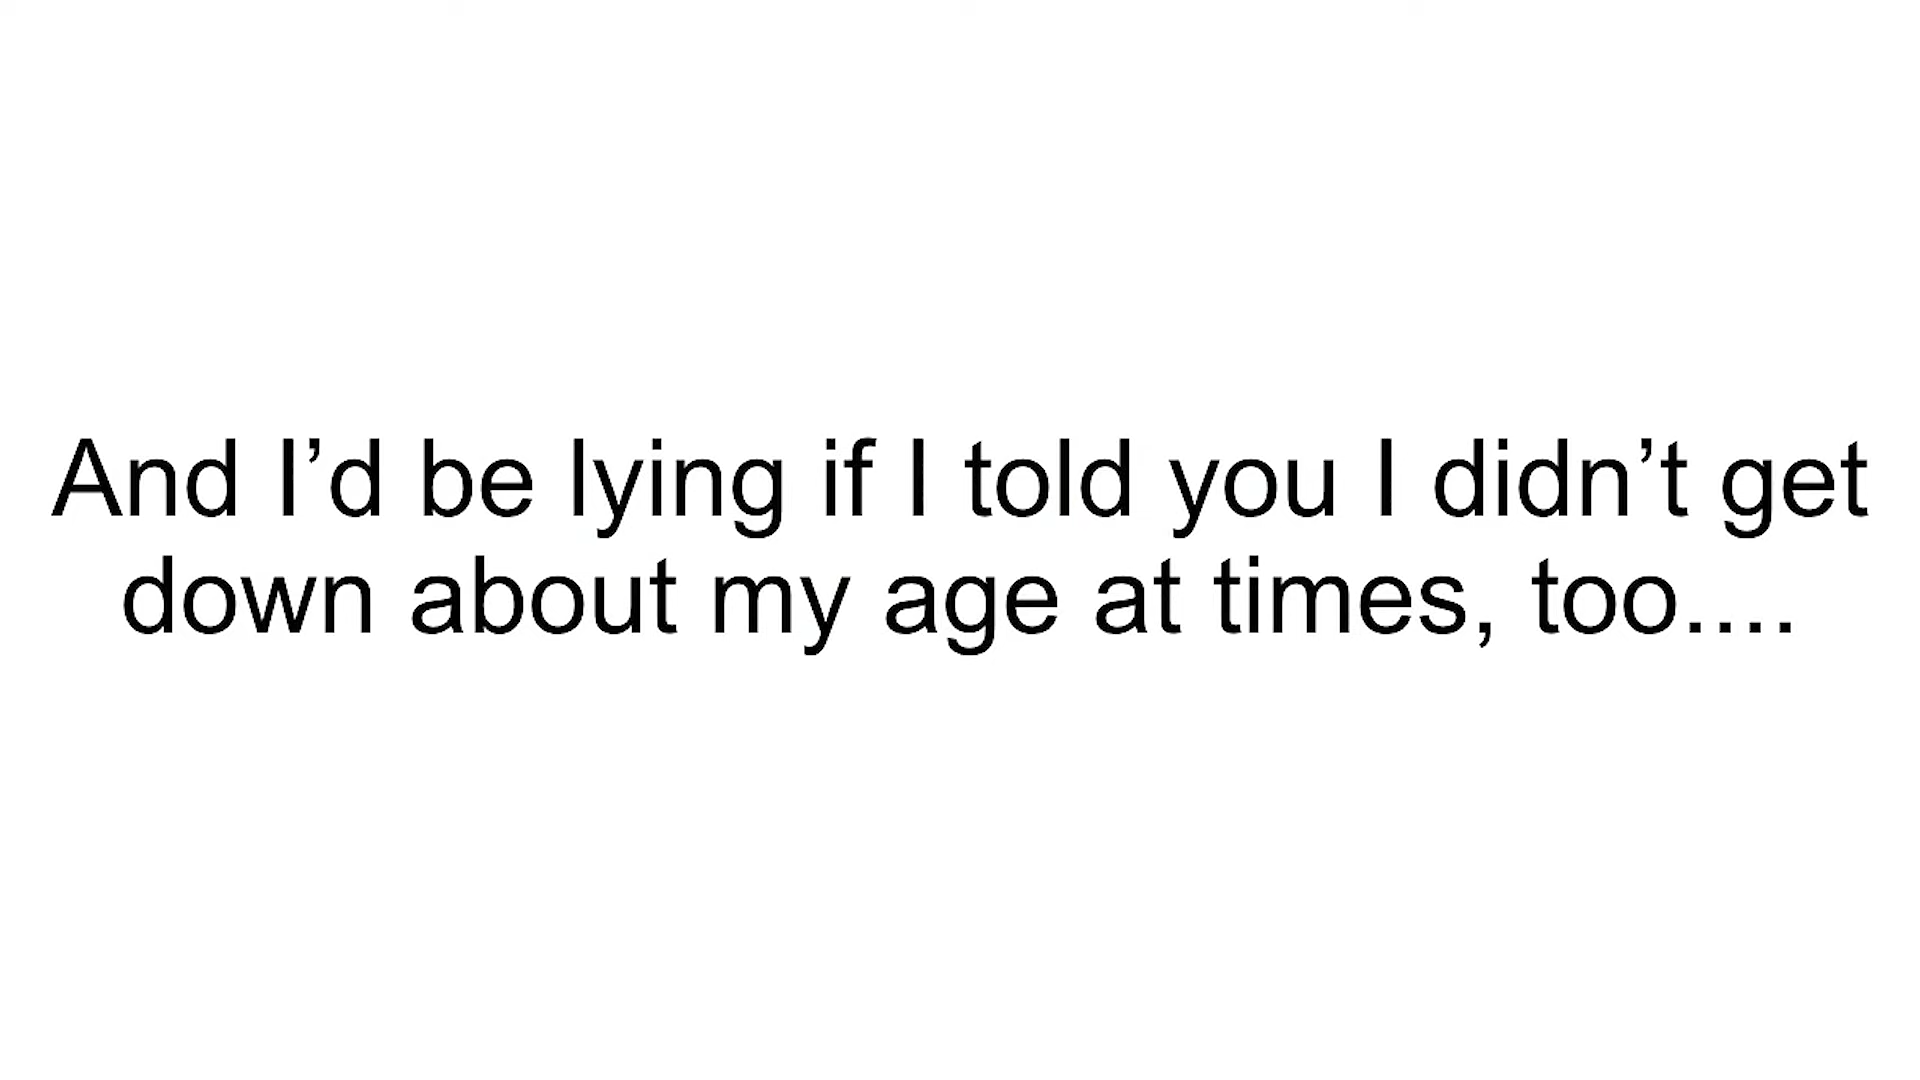 And I’d be lying if I told you I didn’t get
down about my age at times, too....